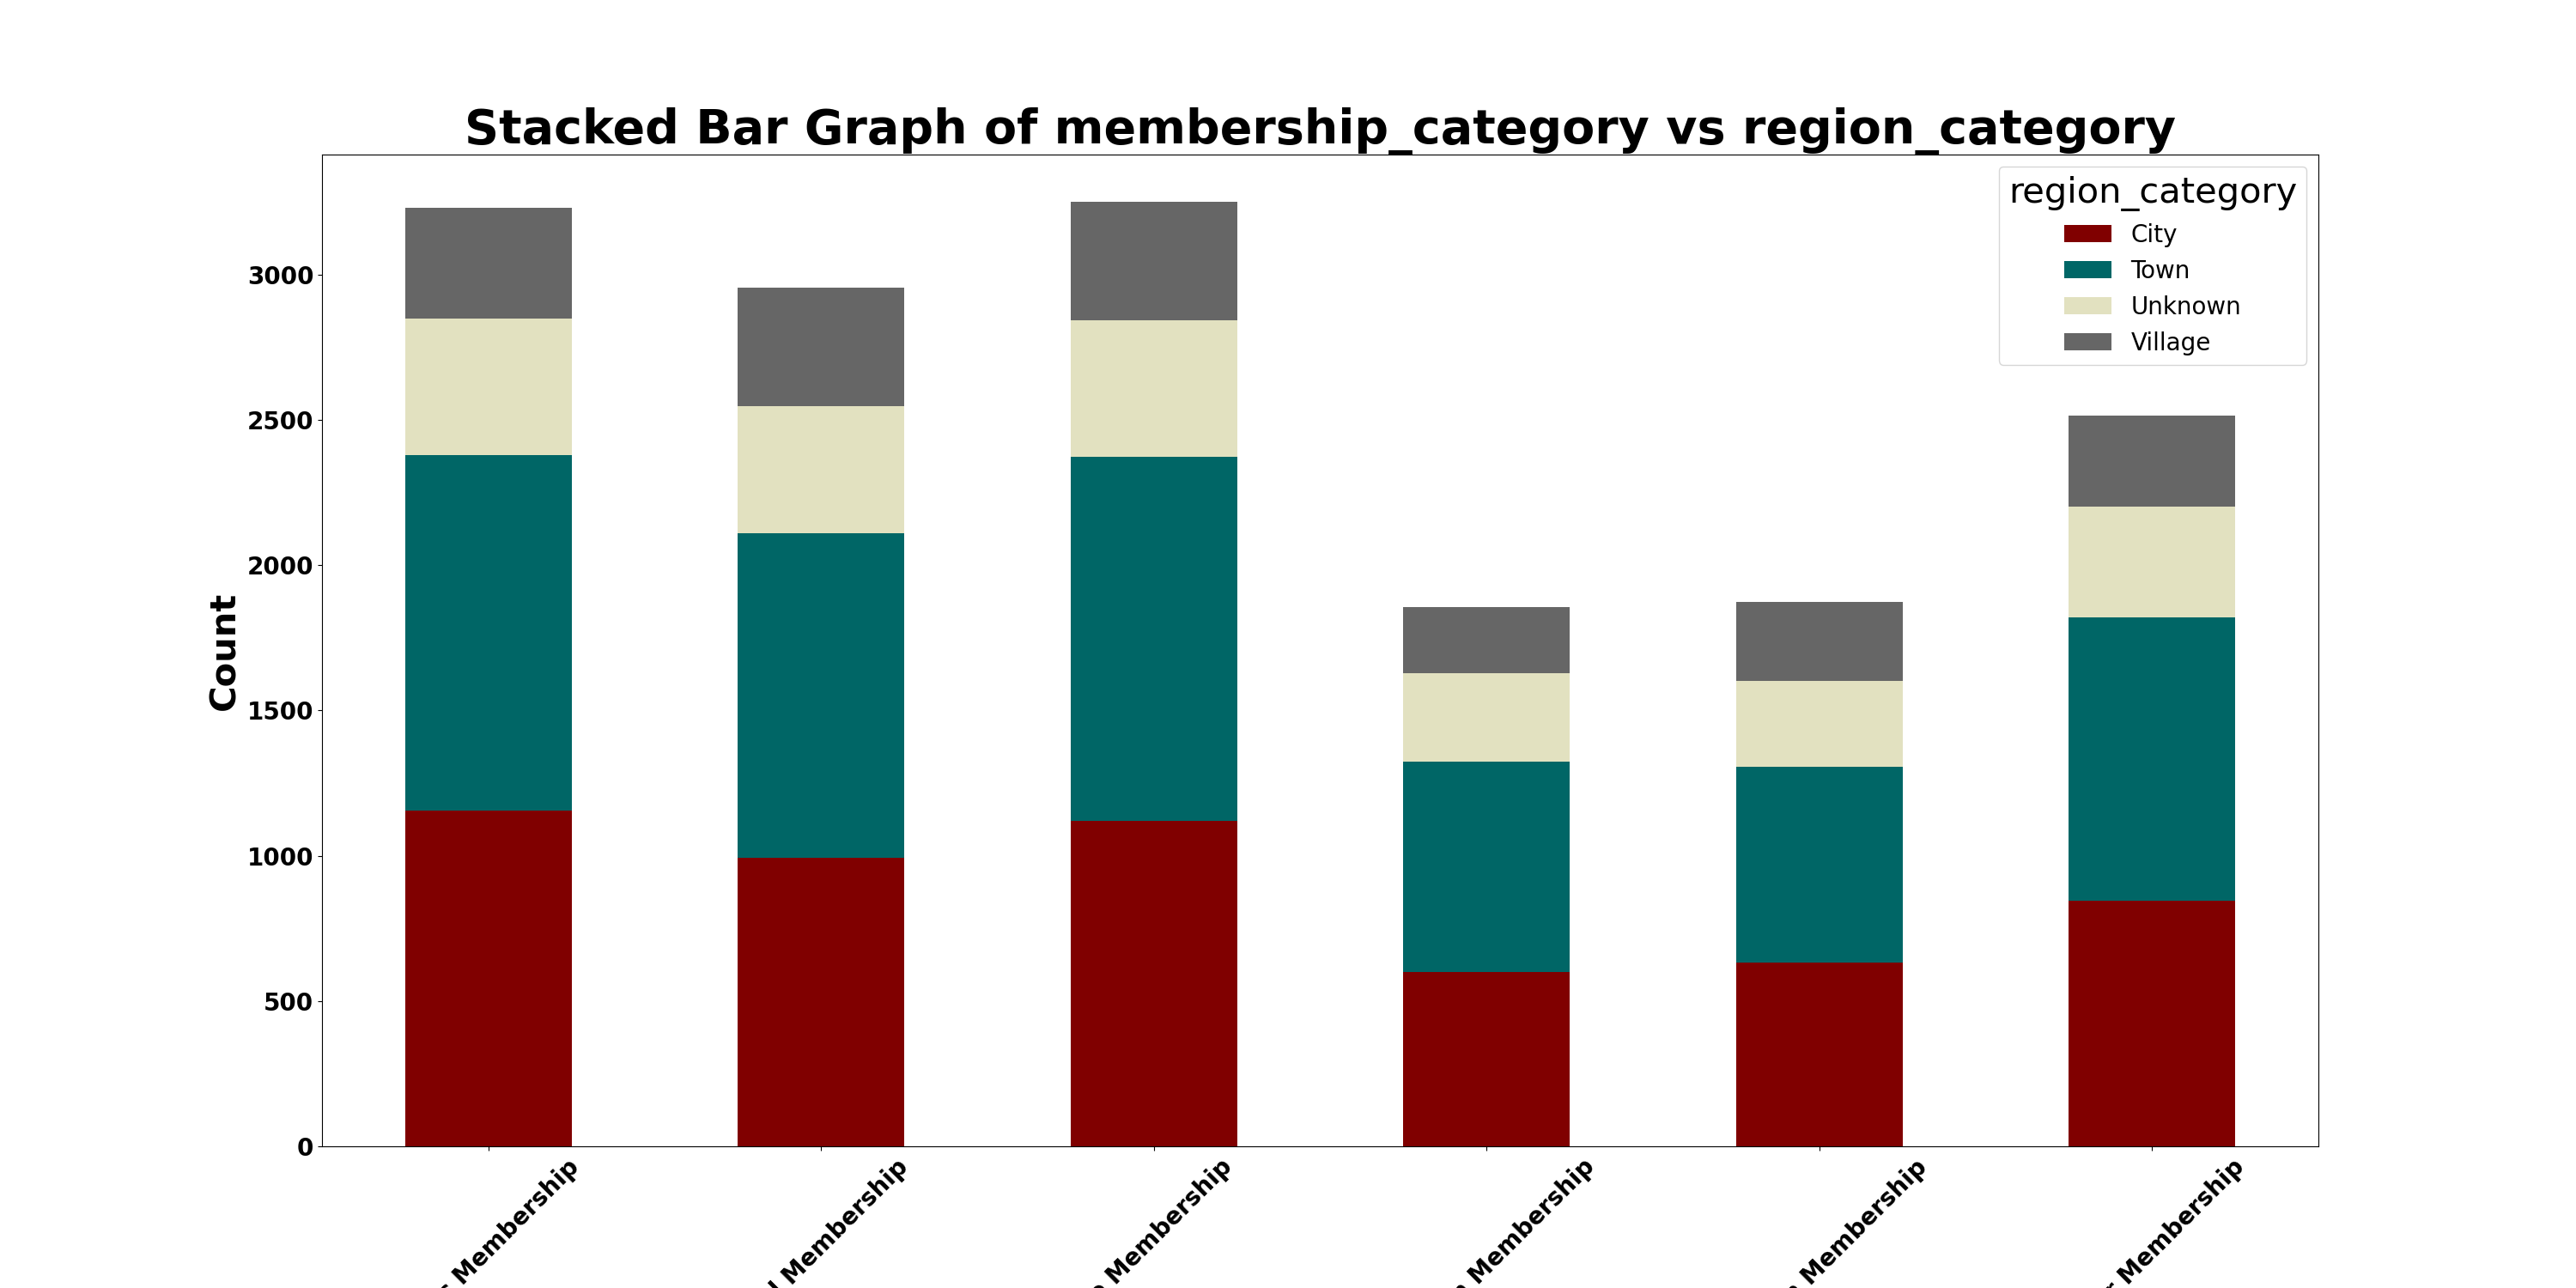 Stacked Bar Graph of membership_category vs region_category
region_category
City
Town
Unknown
Village
Count
3000
2500
2000
1500
1000
500
0
Membership
Membership
Membership
Membership
Membership
Membership